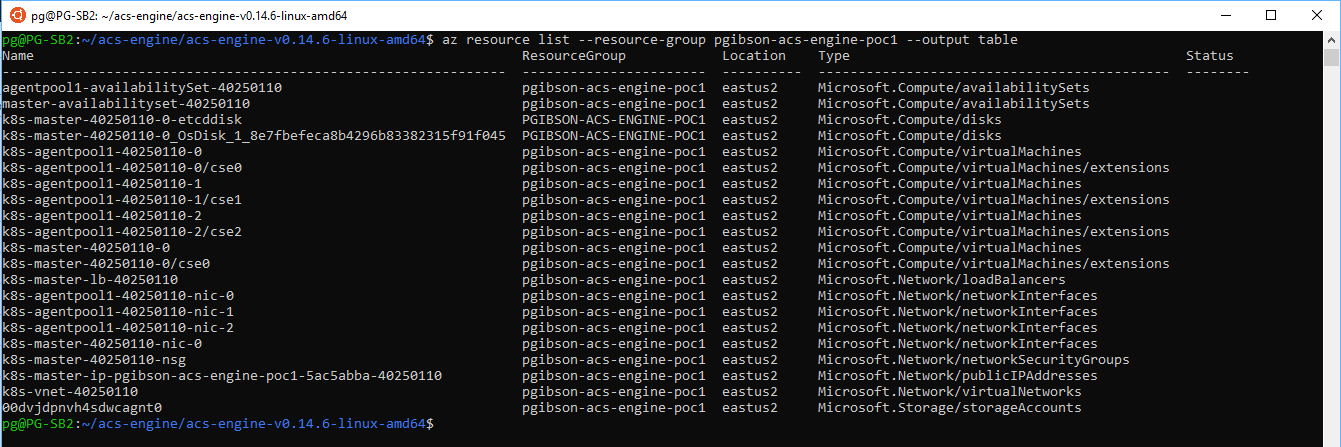 pg@PG-SB2: ~/acs-engine/acs-engine-v0.14.6-linux-amd64
pg@PG-SB2:~/acs-engine/acs-engine-v0.14.6-linux-amd64$ az resource list --resource-group pgibson-acs-engine-poc1 --output table
Name ResourceGroup Location Type Status
--------------------------------------------------------------- ----------------------- ---------- -------------------------------------------- --------
agentpool1-availabilitySet-40250110 pgibson-acs-engine-poc1 eastus2 Microsoft.Compute/availabilitySets
master-availabilityset-40250110 pgibson-acs-engine-poc1 eastus2 Microsoft.Compute/availabilitySets
k8s-master-40250110-0-etcddisk PGIBSON-ACS-ENGINE-POC1 eastus2 Microsoft.Compute/disks
k8s-master-40250110-0_OsDisk_1_8e7fbefeca8b4296b83382315f91f045 PGIBSON-ACS-ENGINE-POC1 eastus2 Microsoft.Compute/disks
k8s-agentpool1-40250110-0 pgibson-acs-engine-poc1 eastus2 Microsoft.Compute/virtualMachines
k8s-agentpool1-40250110-0/cse0 pgibson-acs-engine-poc1 eastus2 Microsoft.Compute/virtualMachines/extensions
k8s-agentpool1-40250110-1 pgibson-acs-engine-poc1 eastus2 Microsoft.Compute/virtualMachines
k8s-agentpool1-40250110-1/cse1 pgibson-acs-engine-poc1 eastus2 Microsoft.Compute/virtualMachines/extensions
k8s-agentpool1-40250110-2 pgibson-acs-engine-poc1 eastus2 Microsoft.Compute/virtualMachines
k8s-agentpool1-40250110-2/cse2 pgibson-acs-engine-poc1 eastus2 Microsoft.Compute/virtualMachines/extensions
k8s-master-40250110-0 pgibson-acs-engine-poc1 eastus2 Microsoft.Compute/virtualMachines
k8s-master-40250110-0/cse0 pgibson-acs-engine-poc1 eastus2 Microsoft.Compute/virtualMachines/extensions
k8s-master-lb-40250110 pgibson-acs-engine-poc1 eastus2 Microsoft.Network/loadBalancers
k8s-agentpool1-40250110-nic-0 pgibson-acs-engine-poc1 eastus2 Microsoft.Network/networkInterfaces
k8s-agentpool1-40250110-nic-1 pgibson-acs-engine-poc1 eastus2 Microsoft.Network/networkInterfaces
k8s-agentpool1-40250110-nic-2 pgibson-acs-engine-poc1 eastus2 Microsoft.Network/networkInterfaces
k8s-master-40250110-nic-0 pgibson-acs-engine-poc1 eastus2 Microsoft.Network/networkInterfaces
k8s-master-40250110-nsg pgibson-acs-engine-poc1 eastus2 Microsoft.Network/networkSecurityGroups
k8s-master-ip-pgibson-acs-engine-poc1-5ac5abba-40250110 pgibson-acs-engine-poc1 eastus2 Microsoft.Network/publicIPAddresses
k8s-vnet-40250110 pgibson-acs-engine-poc1 eastus2 Microsoft.Network/virtualNetworks
00dvjdpnvh4sdwcagnt0 pgibson-acs-engine-poc1 eastus2 Microsoft.Storage/storageAccounts
pg@PG-SB2:~/acs-engine/acs-engine-v0.14.6-linux-amd64$